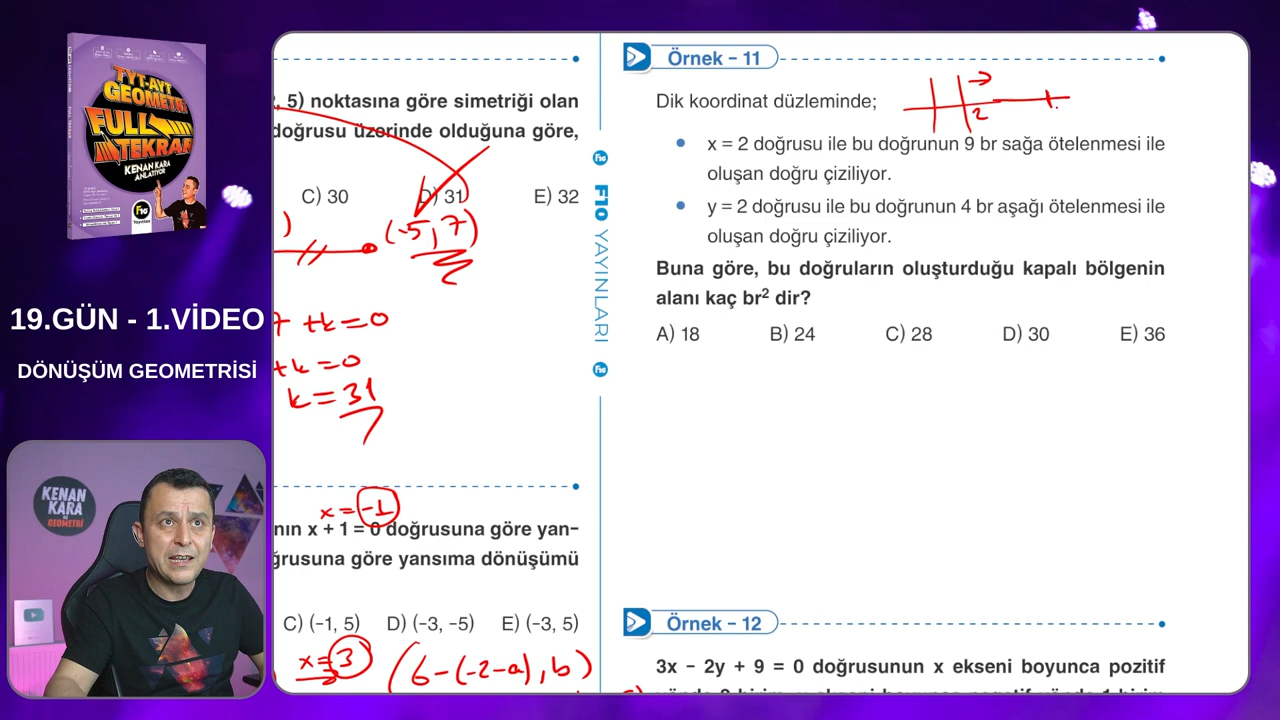 TYT-AYT
GEOMETRİ
FULL
TEKRAR
KENAN KARA
ANLATIYOR
F10
19.GÜN - 1.VİDEO
DÖNÜŞÜM GEOMETRİSİ
KENAN
KARA
GEOMETRİ
, 5) noktasına göre simetriği olan
doğrusu üzerinde olduğuna göre,
C) 30 D) 31 E) 32
) (-5, 7)
7 + k = 0
+k = 0
k = 31
x = -1
nın x + 1 = 0 doğrusuna göre yan-
ğrusuna göre yansıma dönüşümü
C) (-1, 5) D) (-3, -5) E) (-3, 5)
x = 3 (6-(-2-a), b)
F10 YAYINLARI
Örnek - 11
2
Dik koordinat düzleminde;
x = 2 doğrusu ile bu doğrunun 9 br sağa ötelenmesi ile
oluşan doğru çiziliyor.
y = 2 doğrusu ile bu doğrunun 4 br aşağı ötelenmesi ile
oluşan doğru çiziliyor.
Buna göre, bu doğruların oluşturduğu kapalı bölgenin
alanı kaç br² dir?
A) 18 B) 24 C) 28 D) 30 E) 36
Örnek - 12
3x - 2y + 9 = 0 doğrusunun x ekseni boyunca pozitif